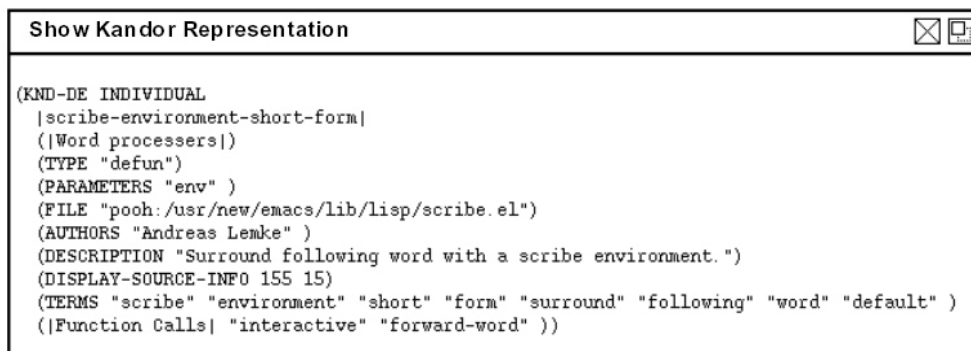 Show Kandor Representation
(KND-DE INDIVIDUAL
|scribe-environment-short-form|
(|Word processers|)
(TYPE "defun")
(PARAMETERS "env" )
(FILE "pooh:/usr/new/emacs/lib/lisp/scribe.el")
(AUTHORS "Andreas Lemke" )
(DESCRIPTION "Surround following word with a scribe environment.")
(DISPLAY-SOURCE-INFO 155 15)
(TERMS "scribe" "environment" "short" "form" "surround" "following" "word" "default" )
(|Function Calls| "interactive" "forward-word" ))